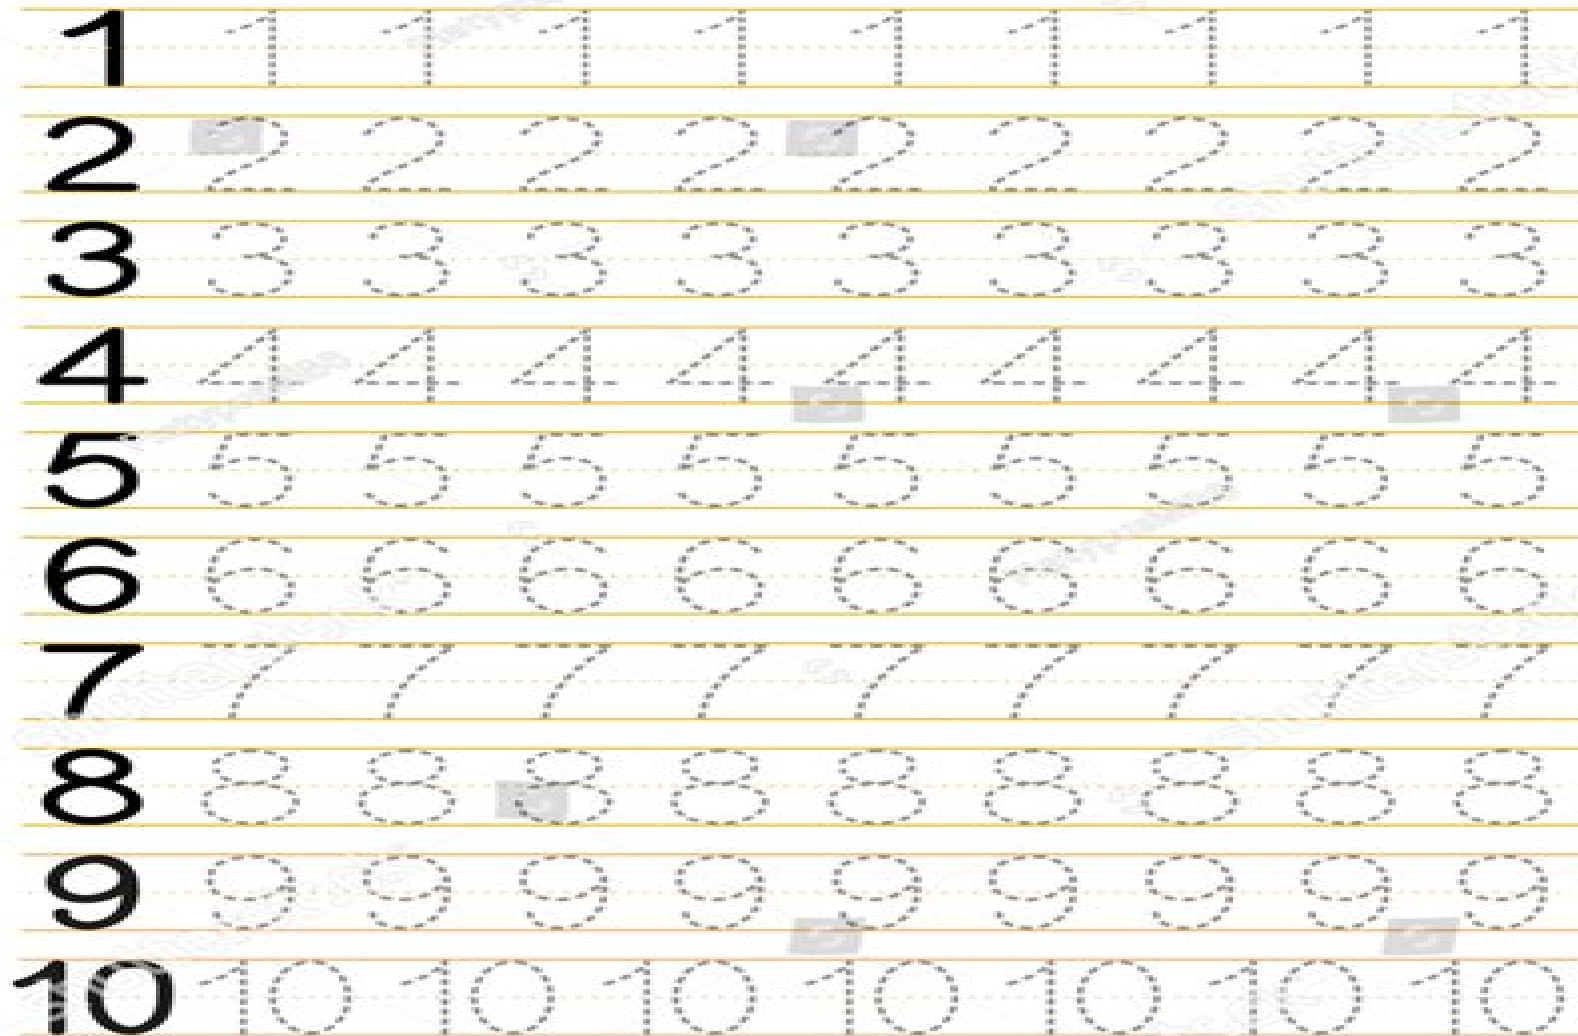 1 1 1 1 1 1 1 1 1 1
2 2 2 2 2 2 2 2 2 2
3 3 3 3 3 3 3 3 3 3
4 4 4 4 4 4 4 4 4 4
5 5 5 5 5 5 5 5 5 5
6 6 6 6 6 6 6 6 6 6
7 7 7 7 7 7 7 7 7 7
8 8 8 8 8 8 8 8 8 8
9 9 9 9 9 9 9 9 9 9
10 10 10 10 10 10 10 10